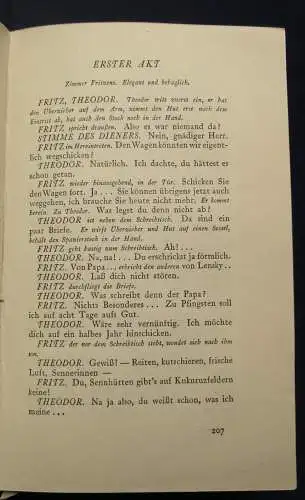 ERSTER AKT
Zimmer Fritzens. Elegant und behaglich.
FRITZ, THEODOR. Theodor tritt zuerst ein, er hat
den Überzieher auf dem Arm, nimmt den Hut erst nach dem
Eintritt ab, hat auch den Stock noch in der Hand.
FRITZ spricht draußen. Also es war niemand da?
STIMME DES DIENERS. Nein, gnädiger Herr.
FRITZ im Hereintreten. Den Wagen könnten wir eigent-
lich wegschicken?
THEODOR. Natürlich. Ich dachte, du hättest es
schon getan.
FRITZ wieder hinausgehend, in der Tür. Schicken Sie
den Wagen fort. Ja... Sie können übrigens jetzt auch
weggehen, ich brauche Sie heute nicht mehr. Er kommt
herein. Zu Theodor. Was legst du denn nicht ab?
THEODOR ist neben dem Schreibtisch. Da sind ein
paar Briefe. Er wirft Überzieher und Hut auf einen Sessel,
behält den Spazierstock in der Hand.
FRITZ geht hastig zum Schreibtisch. Ah!...
THEODOR. Na, na!... Du erschrickst ja förmlich.
FRITZ. Von Papa... erbricht den anderen von Lensky..
THEODOR. Laß dich nicht stören.
FRITZ durchfliegt die Briefe.
THEODOR. Was schreibt denn der Papa?
FRITZ. Nichts Besonderes... Zu Pfingsten soll
ich auf acht Tage aufs Gut.
THEODOR. Wäre sehr vernünftig. Ich möchte
dich auf ein halbes Jahr hinschicken.
FRITZ der vor dem Schreibtisch steht, wendet sich nach ihm
um.
THEODOR. Gewiß! — Reiten, kutschieren, frische
Luft, Sennerinnen —
FRITZ. Du, Sennhütten gibt's auf Kukuruzfeldern
keine!
THEODOR. Na ja also, du weißt schon, was ich
meine...
207